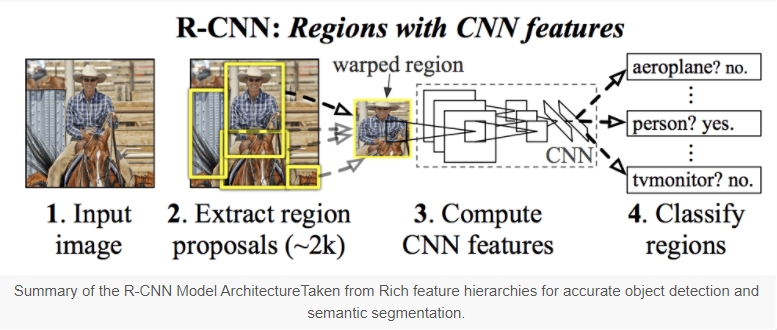 R-CNN: Regions with CNN features
warped region
aeroplane? no.
person? yes.
CNN
tvmonitor? no.
1. Input
image
2. Extract region
proposals (~2k)
3. Compute
CNN features
4. Classify
regions
Summary of the R-CNN Model ArchitectureTaken from Rich feature hierarchies for accurate object detection and
semantic segmentation.